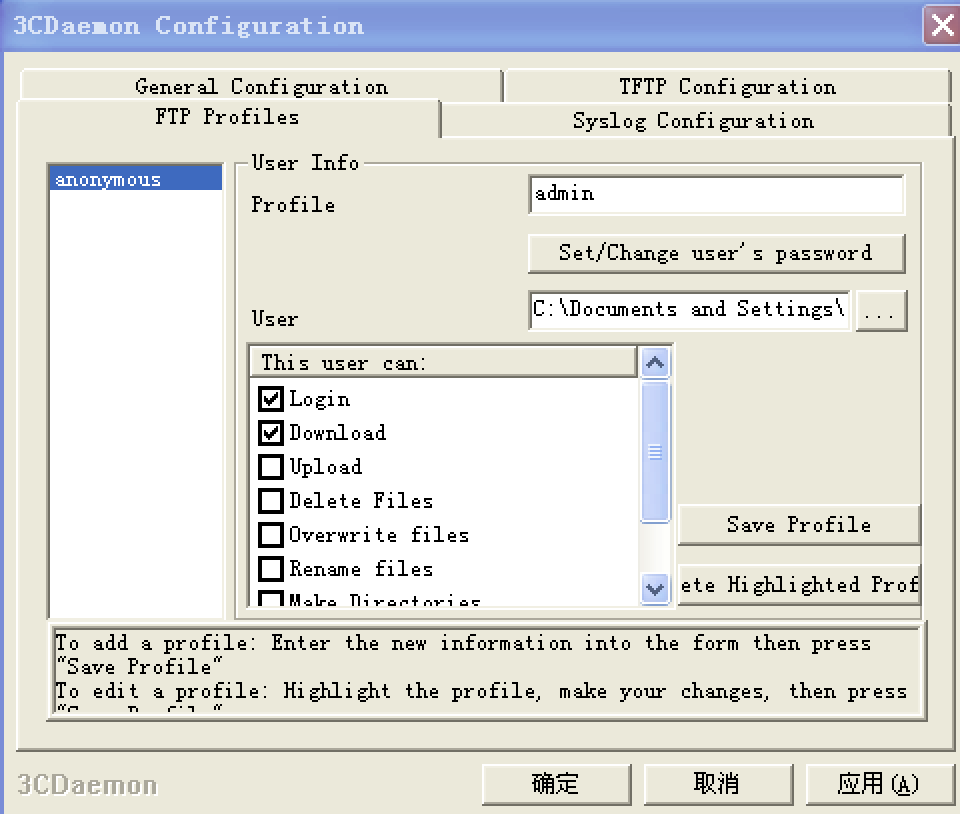 3CDaemon Configuration
General Configuration
TFTP Configuration
FTP Profiles
Syslog Configuration
anonymous
User Info
Profile
admin
Set/Change user's password
User
C:\Documents and Settings\
...
This user can:
Login
Download
Upload
Delete Files
Overwrite files
Rename files
Make Directories
Save Profile
ete Highlighted Prof
To add a profile: Enter the new information into the form then press
"Save Profile"
To edit a profile: Highlight the profile, make your changes, then press
"Save Profile"
3CDaemon
确定
取消
应用(A)